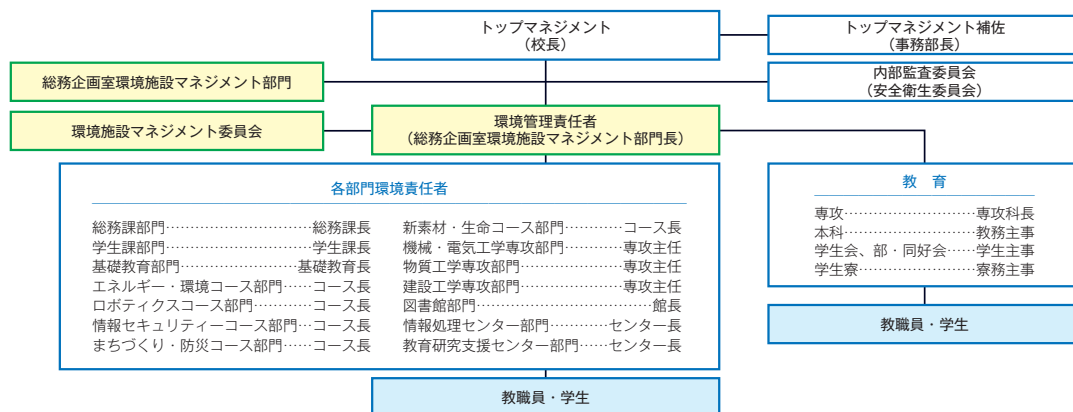 トップマネジメント
（校長）
トップマネジメント補佐
（事務部長）
総務企画室環境施設マネジメント部門
内部監査委員会
（安全衛生委員会）
環境施設マネジメント委員会
環境管理責任者
（総務企画室環境施設マネジメント部門長）
各部門環境責任者
総務課部門……………………………総務課長
学生課部門……………………………学生課長
基礎教育部門………………………基礎教育長
エネルギー・環境コース部門……コース長
ロボティクスコース部門…………コース長
情報セキュリティーコース部門…コース長
まちづくり・防災コース部門……コース長
新素材・生命コース部門…………コース長
機械・電気工学専攻部門…………専攻主任
物質工学専攻部門…………………専攻主任
建設工学専攻部門…………………専攻主任
図書館部門…………………………………館長
情報処理センター部門…………センター長
教育研究支援センター部門……センター長
教　育
専攻…………………………専攻科長
本科…………………………教務主事
学生会、部・同好会……学生主事
学生寮………………………寮務主事
教職員・学生
教職員・学生